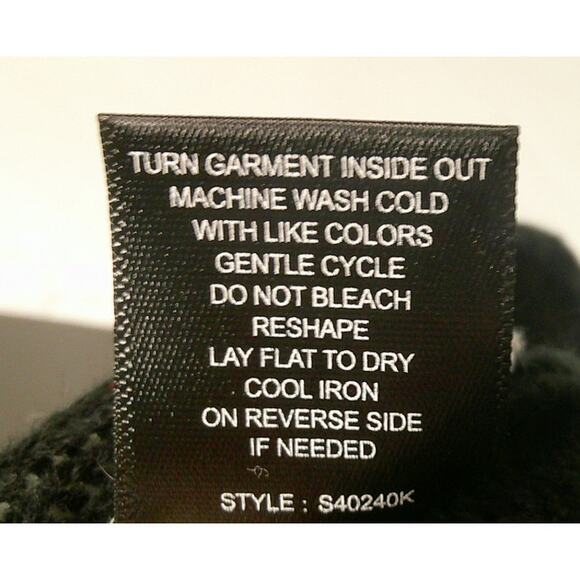 TURN GARMENT INSIDE OUT
MACHINE WASH COLD
WITH LIKE COLORS
GENTLE CYCLE
DO NOT BLEACH
RESHAPE
LAY FLAT TO DRY
COOL IRON
ON REVERSE SIDE
IF NEEDED
STYLE : S40240K